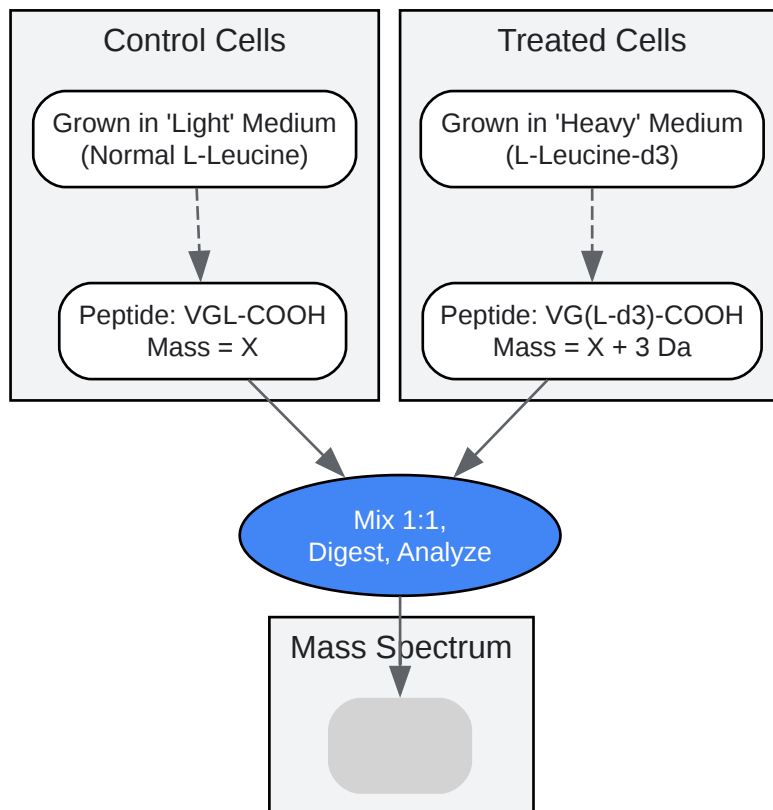 Control Cells
Grown in 'Light' Medium
(Normal L-Leucine)
Peptide: VGL-COOH
Mass = X
Treated Cells
Grown in 'Heavy' Medium
(L-Leucine-d3)
Peptide: VG(L-d3)-COOH
Mass = X + 3 Da
Mix 1:1,
Digest, Analyze
Mass Spectrum